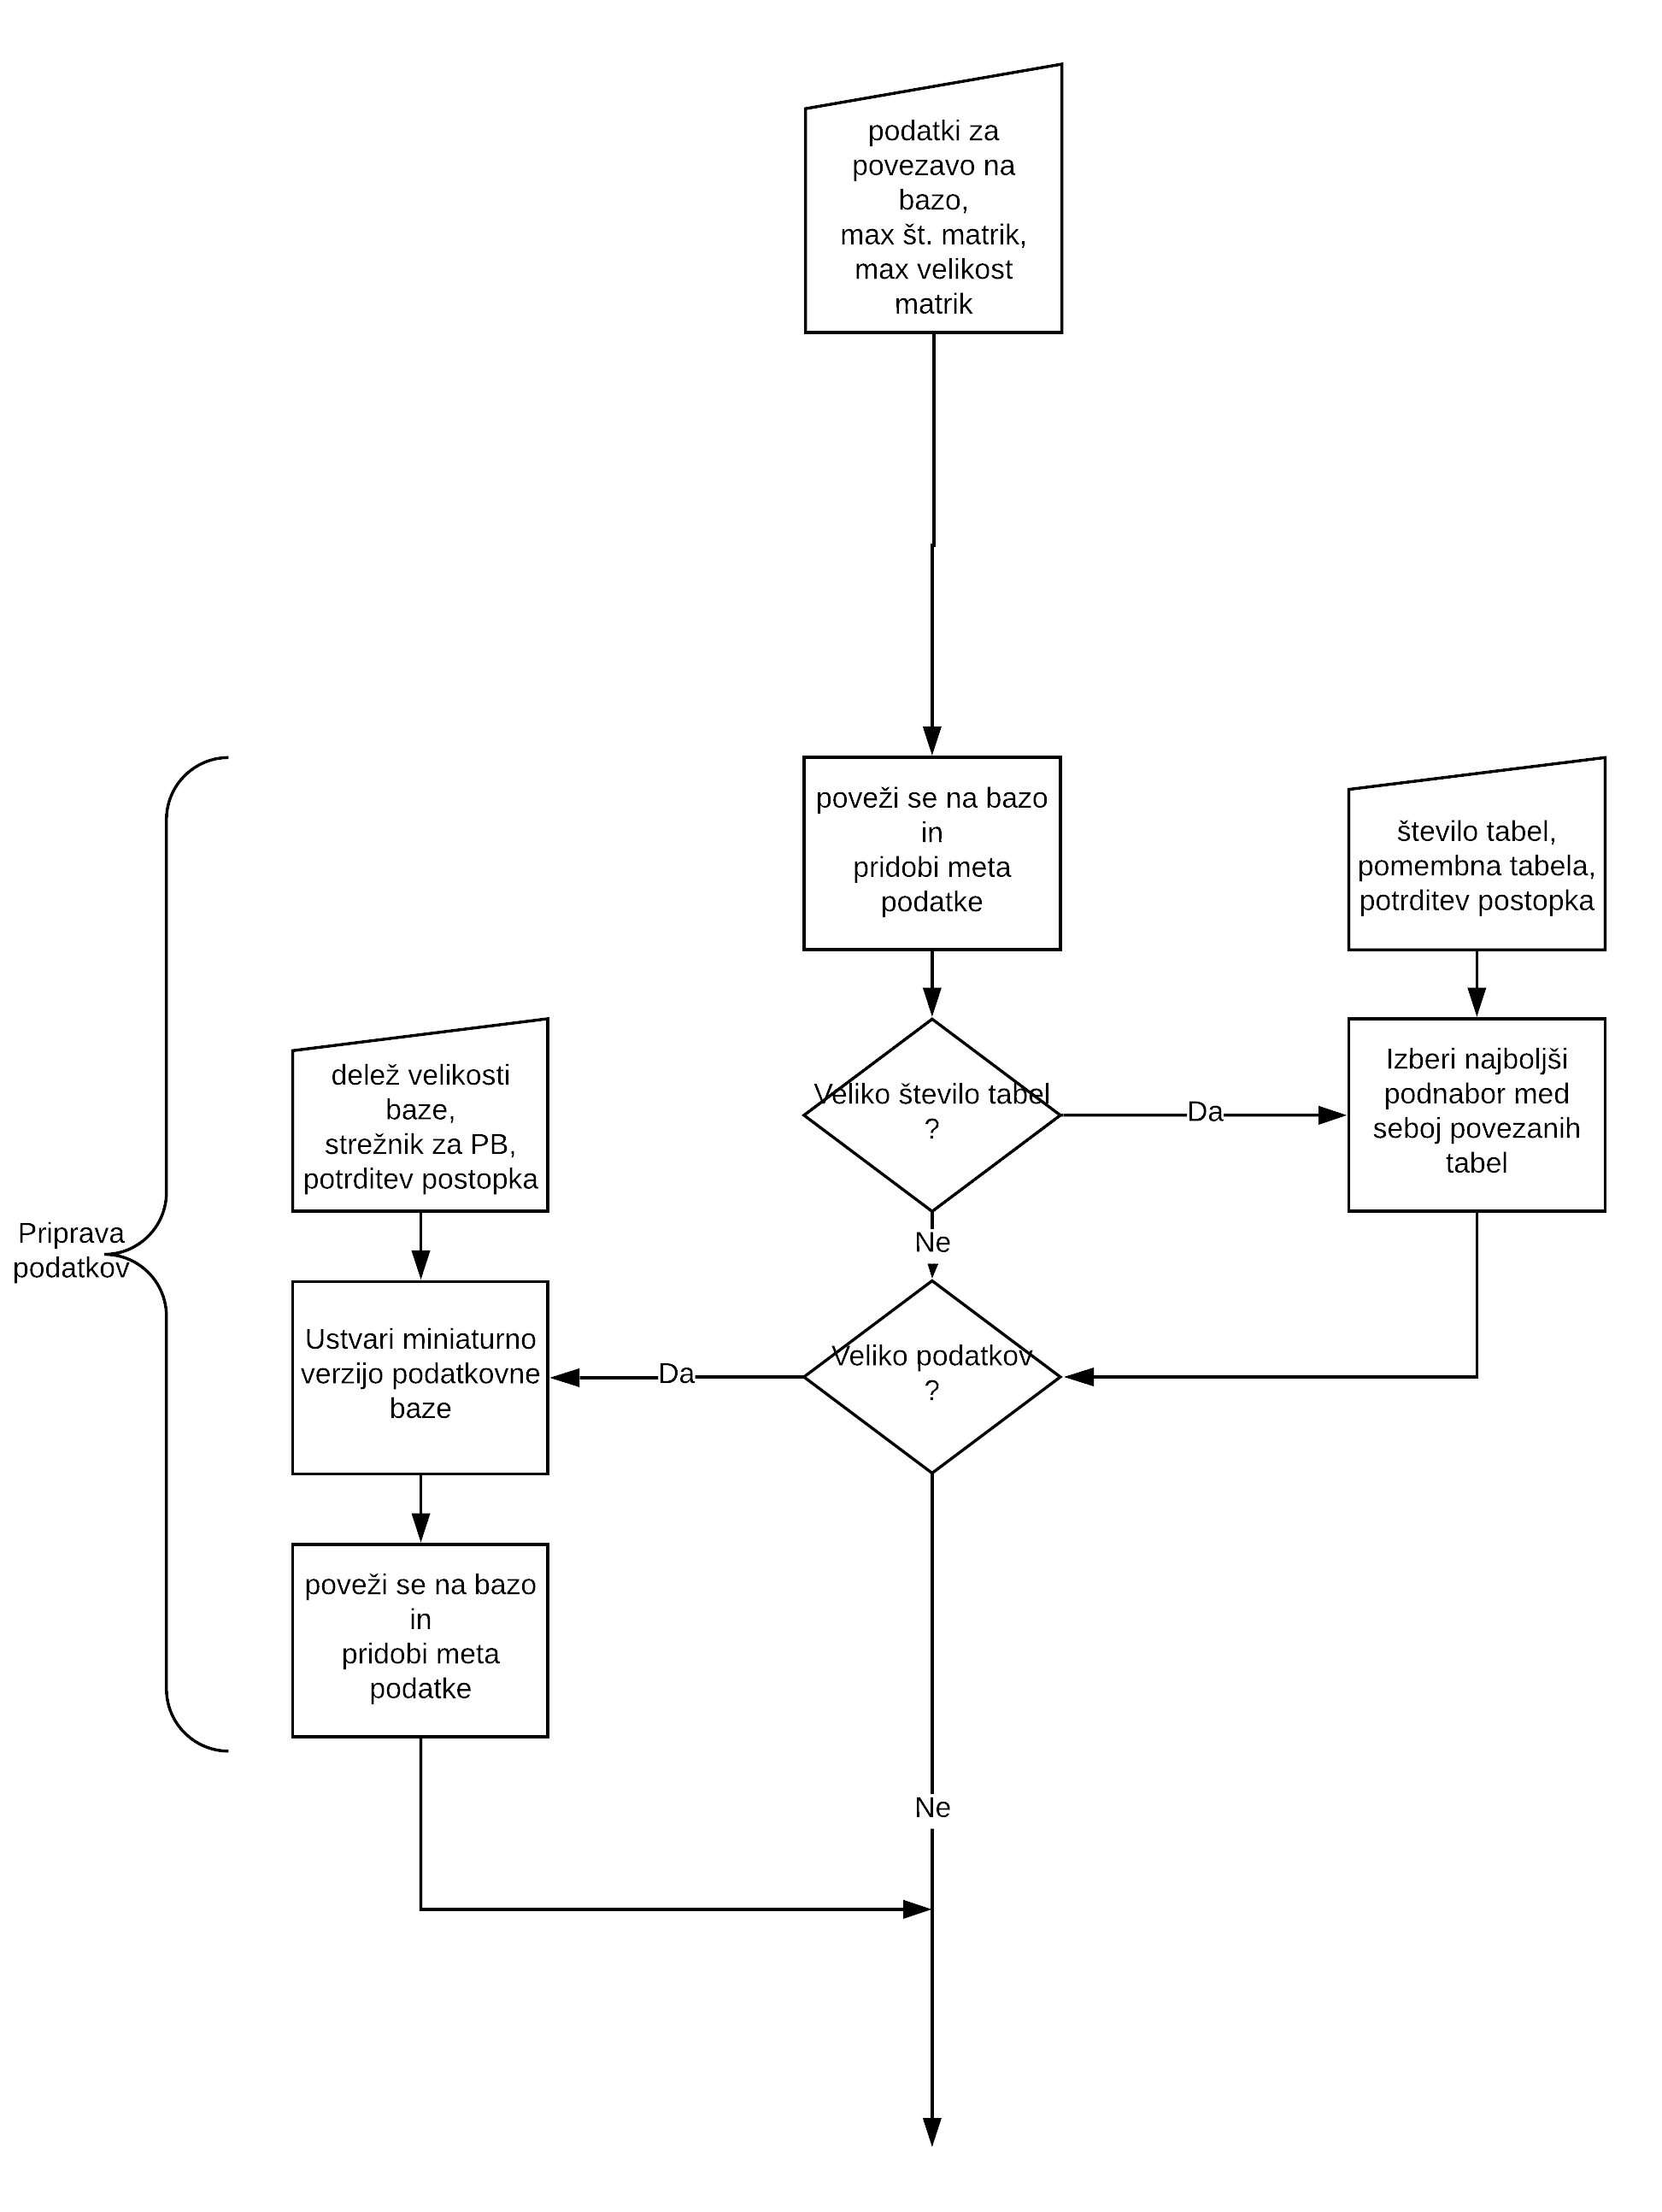 podatki za
povezavo na
bazo,
max št. matrik,
max velikost
matrik
poveži se na bazo
in
pridobi meta
podatke
število tabel,
pomembna tabela,
potrditev postopka
Veliko število tabel
?
Da
Izberi najboljši
podnabor med
seboj povezanih
tabel
delež velikosti
baze,
strežnik za PB,
potrditev postopka
Ne
Priprava
podatkov
Veliko podatkov
?
Da
Ustvari miniaturno
verzijo podatkovne
baze
poveži se na bazo
in
pridobi meta
podatke
Ne